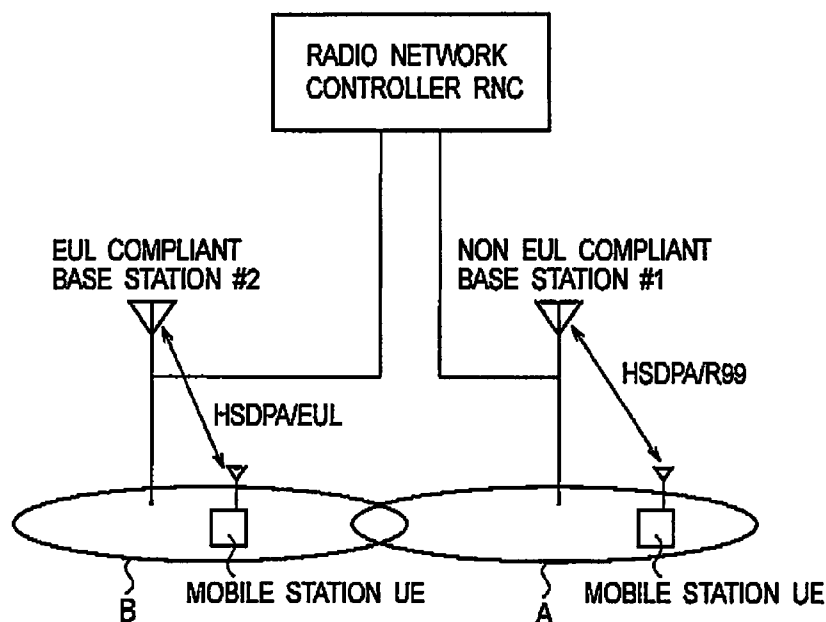 RADIO NETWORK
CONTROLLER RNC
EUL COMPLIANT
BASE STATION #2
NON EUL COMPLIANT
BASE STATION #1
HSDPA/EUL
HSDPA/R99
B
MOBILE STATION UE
A
MOBILE STATION UE